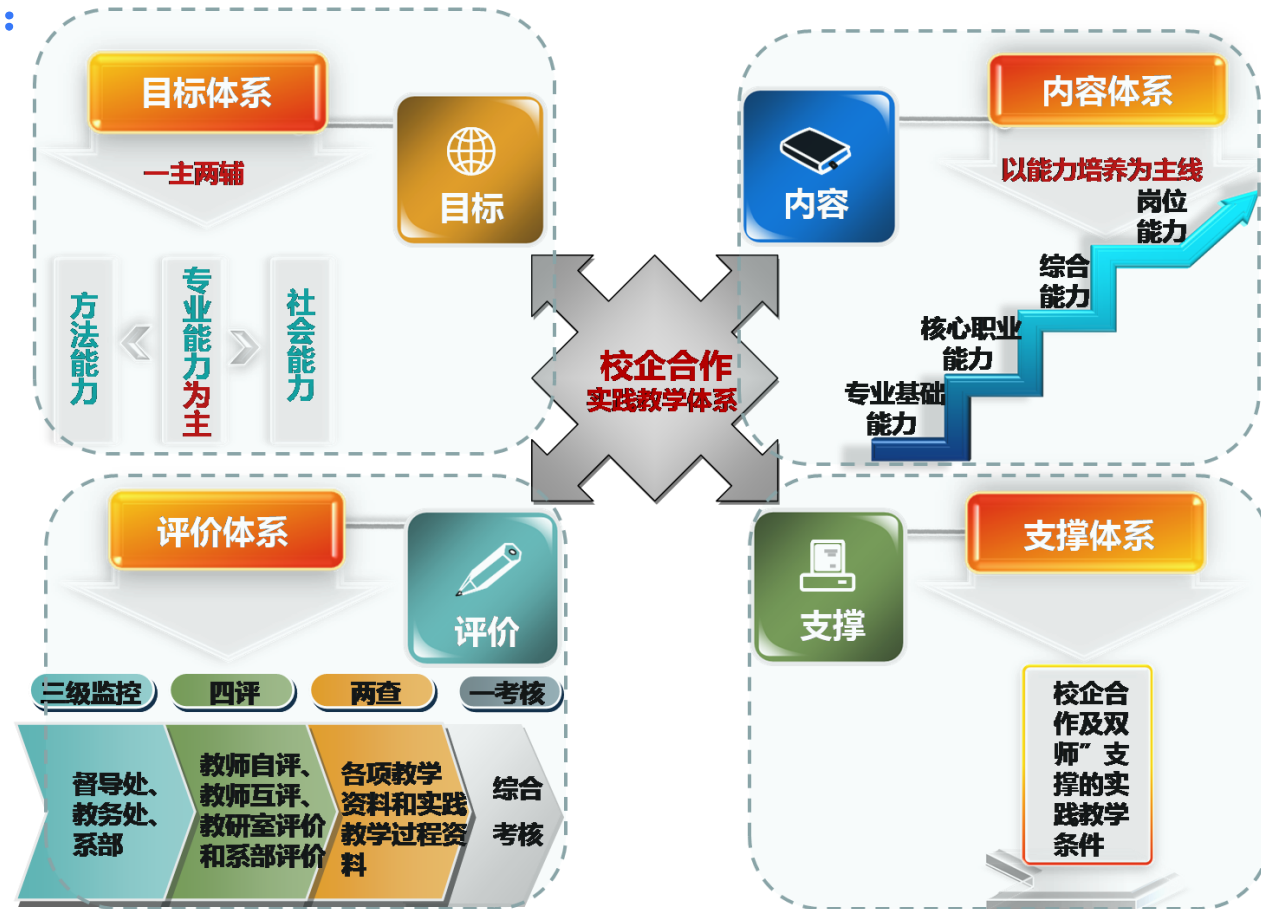 :
目标体系
一主两辅
目标
方法能力
专业能力为主
社会能力
内容体系
内容
以能力培养为主线
岗位
能力
综合
能力
核心职业
能力
专业基础
能力
校企合作
实践教学体系
评价体系
评价
三级监控
四评
两查
一考核
督导处、
教务处、
系部
教师自评、
教师互评、
教研室评价
和系部评价
各项教学
资料和实践
教学过程资
料
综合
考核
支撑体系
支撑
校企合
作及双
师”支
撑的实
践教学
条件